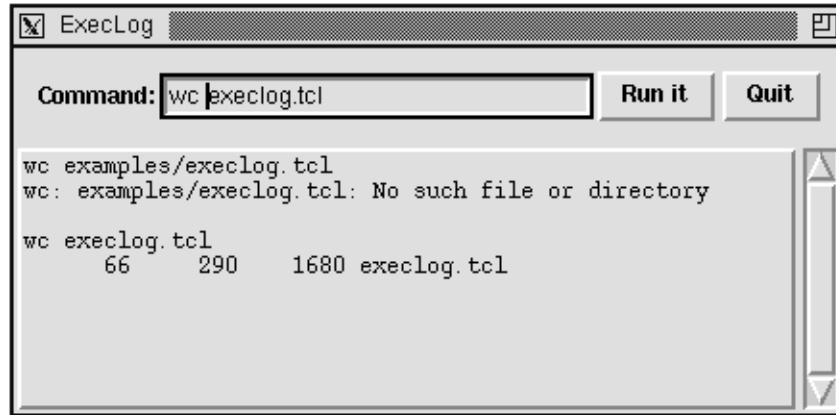 ExecLog
Command: wc execlog.tcl Run it Quit
wc examples/execlog.tcl
wc: examples/execlog.tcl: No such file or directory
wc execlog.tcl
66 290 1680 execlog.tcl